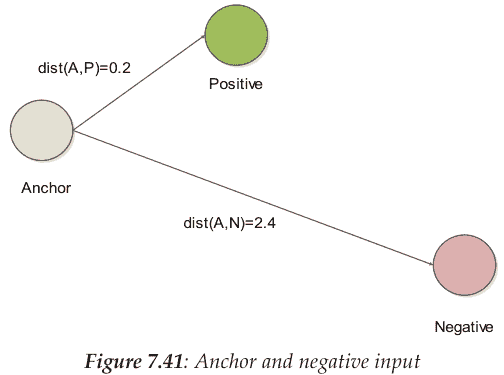 dist(A,P)=0.2
Positive
Anchor
dist(A,N)=2.4
Negative
Figure 7.41: Anchor and negative input